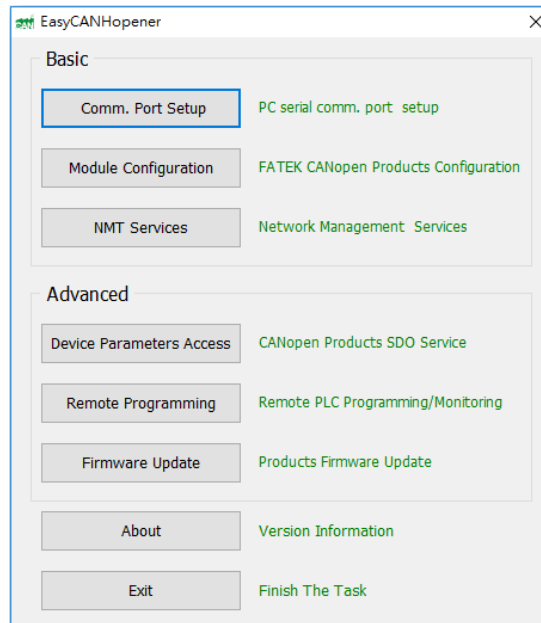 EasyCANHopener
Basic
Comm. Port Setup PC serial comm. port setup
Module Configuration FATEK CANopen Products Configuration
NMT Services Network Management Services
Advanced
Device Parameters Access CANopen Products SDO Service
Remote Programming Remote PLC Programming/Monitoring
Firmware Update Products Firmware Update
About Version Information
Exit Finish The Task